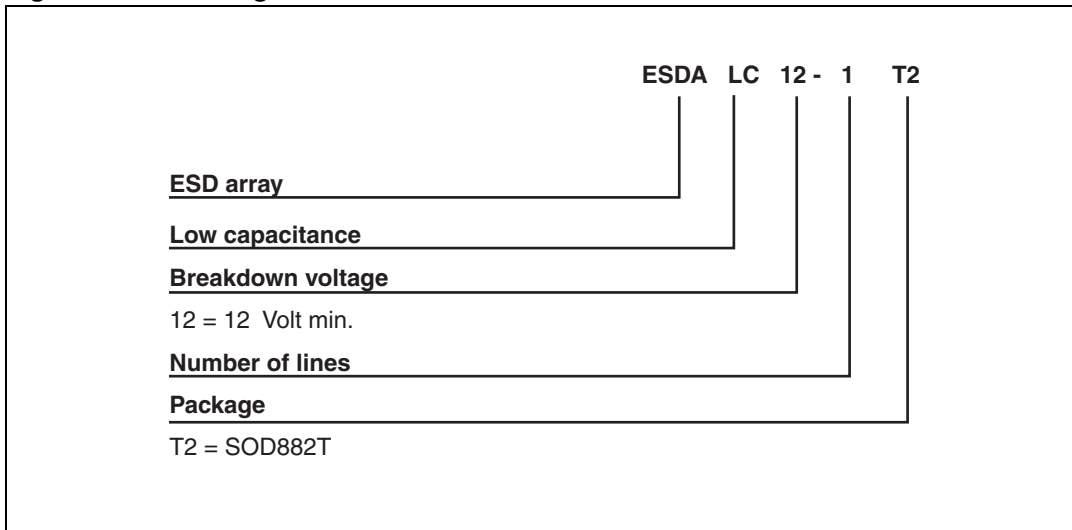 ESDA LC 12 - 1 T2
ESD array
Low capacitance
Breakdown voltage
12 = 12 Volt min.
Number of lines
Package
T2 = SOD882T